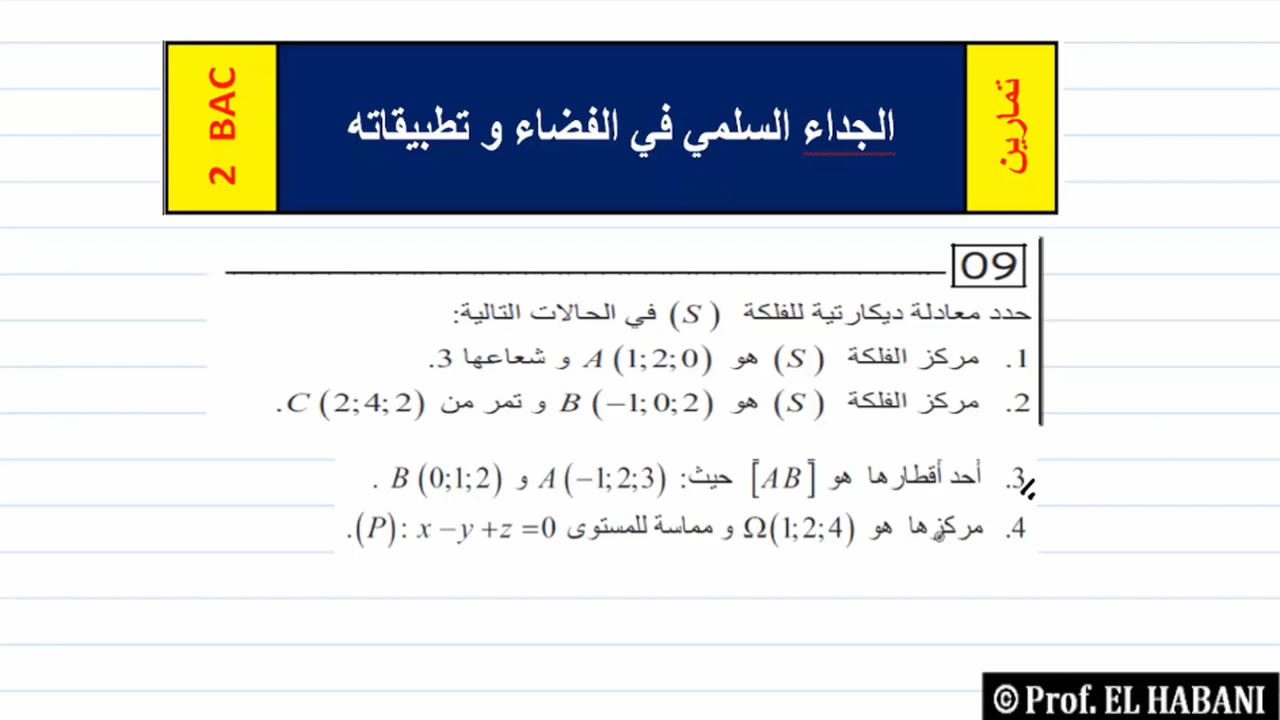 تمارين
الجداء السلمي في الفضاء و تطبيقاته
2 BAC
09
حدد معادلة ديكارتية للفلكة (S) في الحالات التالية:
1. مركز الفلكة (S) هو A(1;2;0) و شعاعها 3.
2. مركز الفلكة (S) هو B(−1;0;2) و تمر من C(2;4;2).
3. أحد أقطارها هو [AB] حيث: A(−1;2;3) و B(0;1;2).
4. مركزها هو Ω(1;2;4) و مماسة للمستوى (P): x−y+z=0.
© Prof. EL HABANI